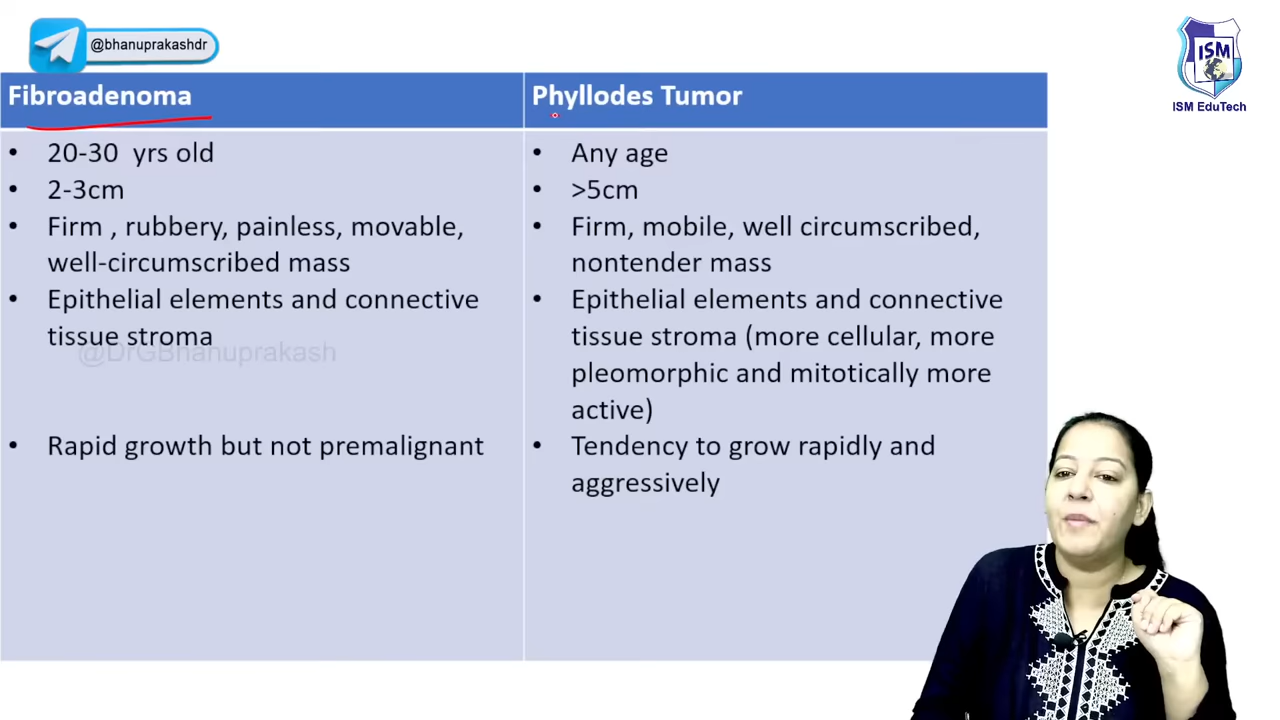 @bhanuprakashdr
ISM
ISM EduTech
Fibroadenoma
• 20-30 yrs old
• 2-3cm
• Firm , rubbery, painless, movable,
well-circumscribed mass
• Epithelial elements and connective
tissue stroma
@DrGBhanuprakash
• Rapid growth but not premalignant
Phyllodes Tumor
• Any age
• >5cm
• Firm, mobile, well circumscribed,
nontender mass
• Epithelial elements and connective
tissue stroma (more cellular, more
pleomorphic and mitotically more
active)
• Tendency to grow rapidly and
aggressively